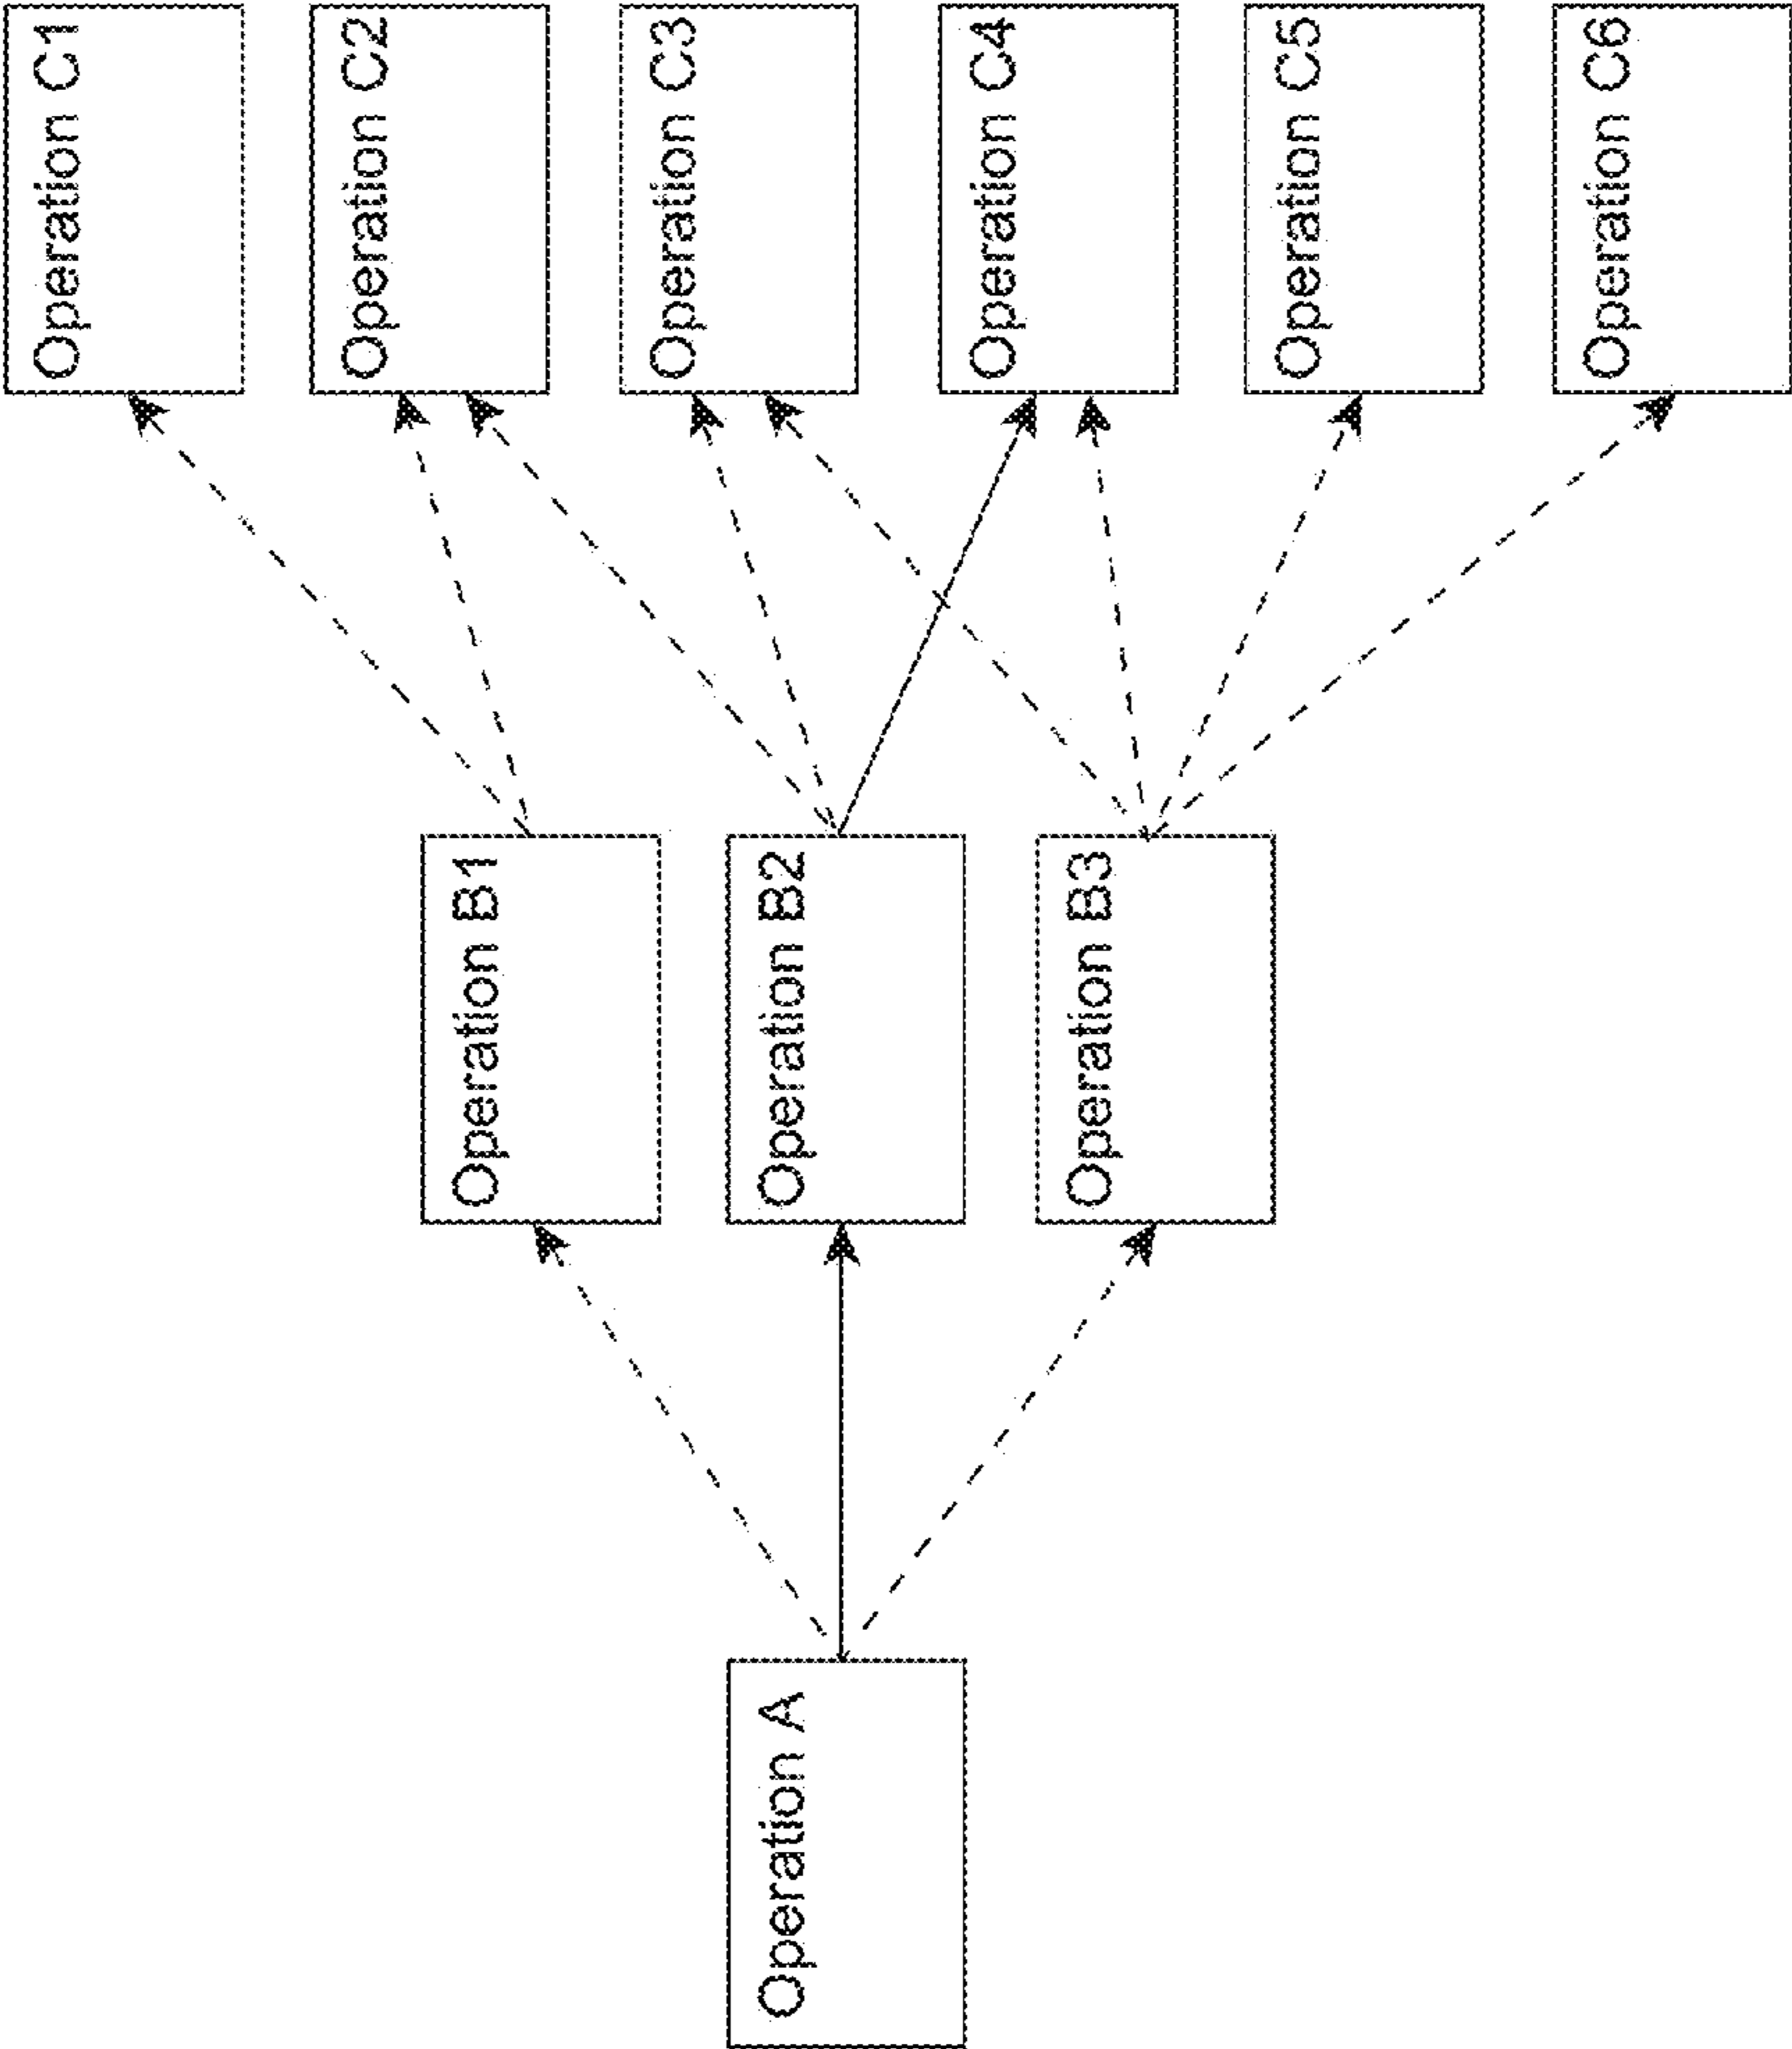 Operation A
Operation B1
Operation B2
Operation B3
Operation C1
Operation C2
Operation C3
Operation C4
Operation C5
Operation C6